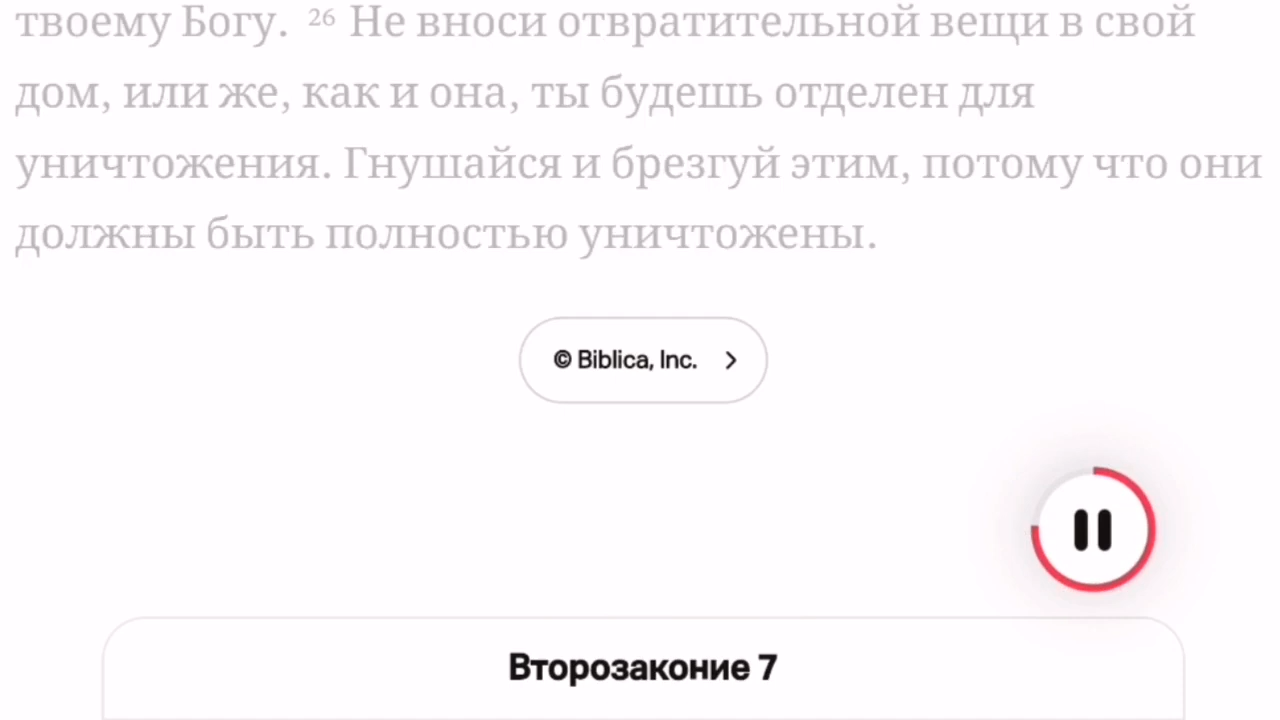 твоему Богу. 26 Не вноси отвратительной вещи в свой
дом, или же, как и она, ты будешь отделен для
уничтожения. Гнушайся и брезгуй этим, потому что они
должны быть полностью уничтожены.
© Biblica, Inc.
Второзаконие 7